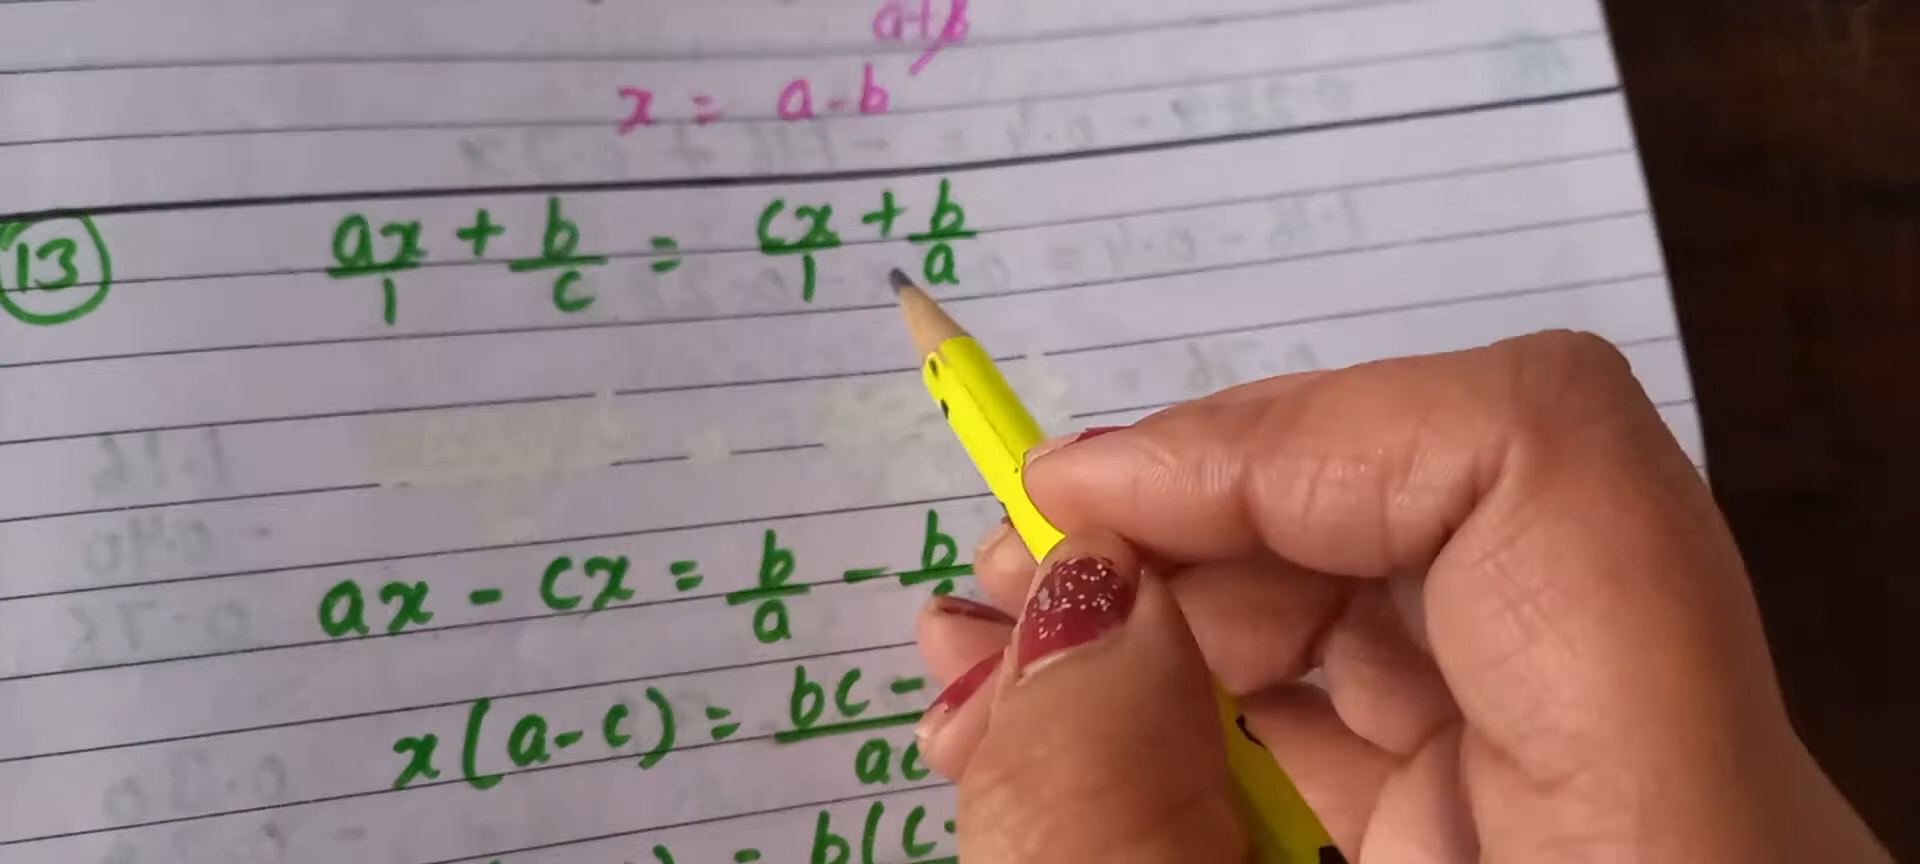 a+b
x = a-b
13 ax/1 + b/c = cx/1 + b/a
ax - cx = b/a - b
x(a-c) = bc - / ac
= b(c-